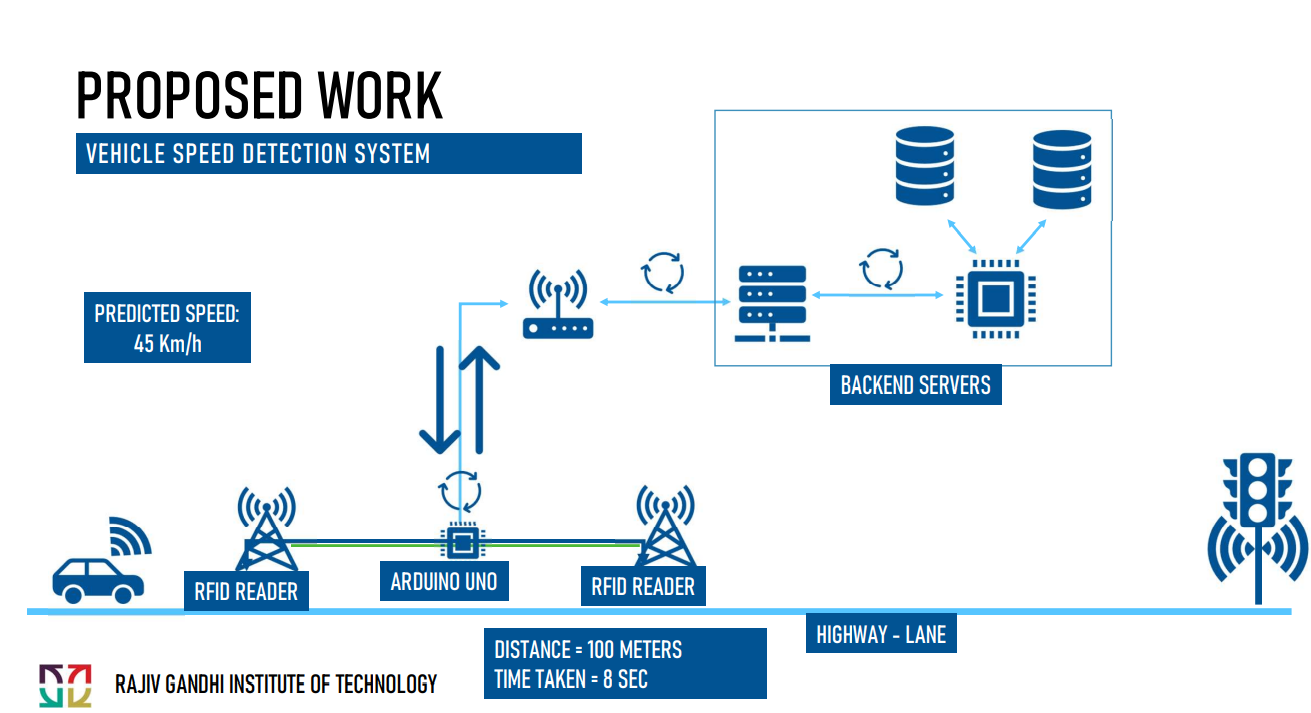 PROPOSED WORK
VEHICLE SPEED DETECTION SYSTEM
PREDICTED SPEED:
45 Km/h
BACKEND SERVERS
RFID READER
ARDUINO UNO
RFID READER
HIGHWAY - LANE
DISTANCE = 100 METERS
TIME TAKEN = 8 SEC
RAJIV GANDHI INSTITUTE OF TECHNOLOGY